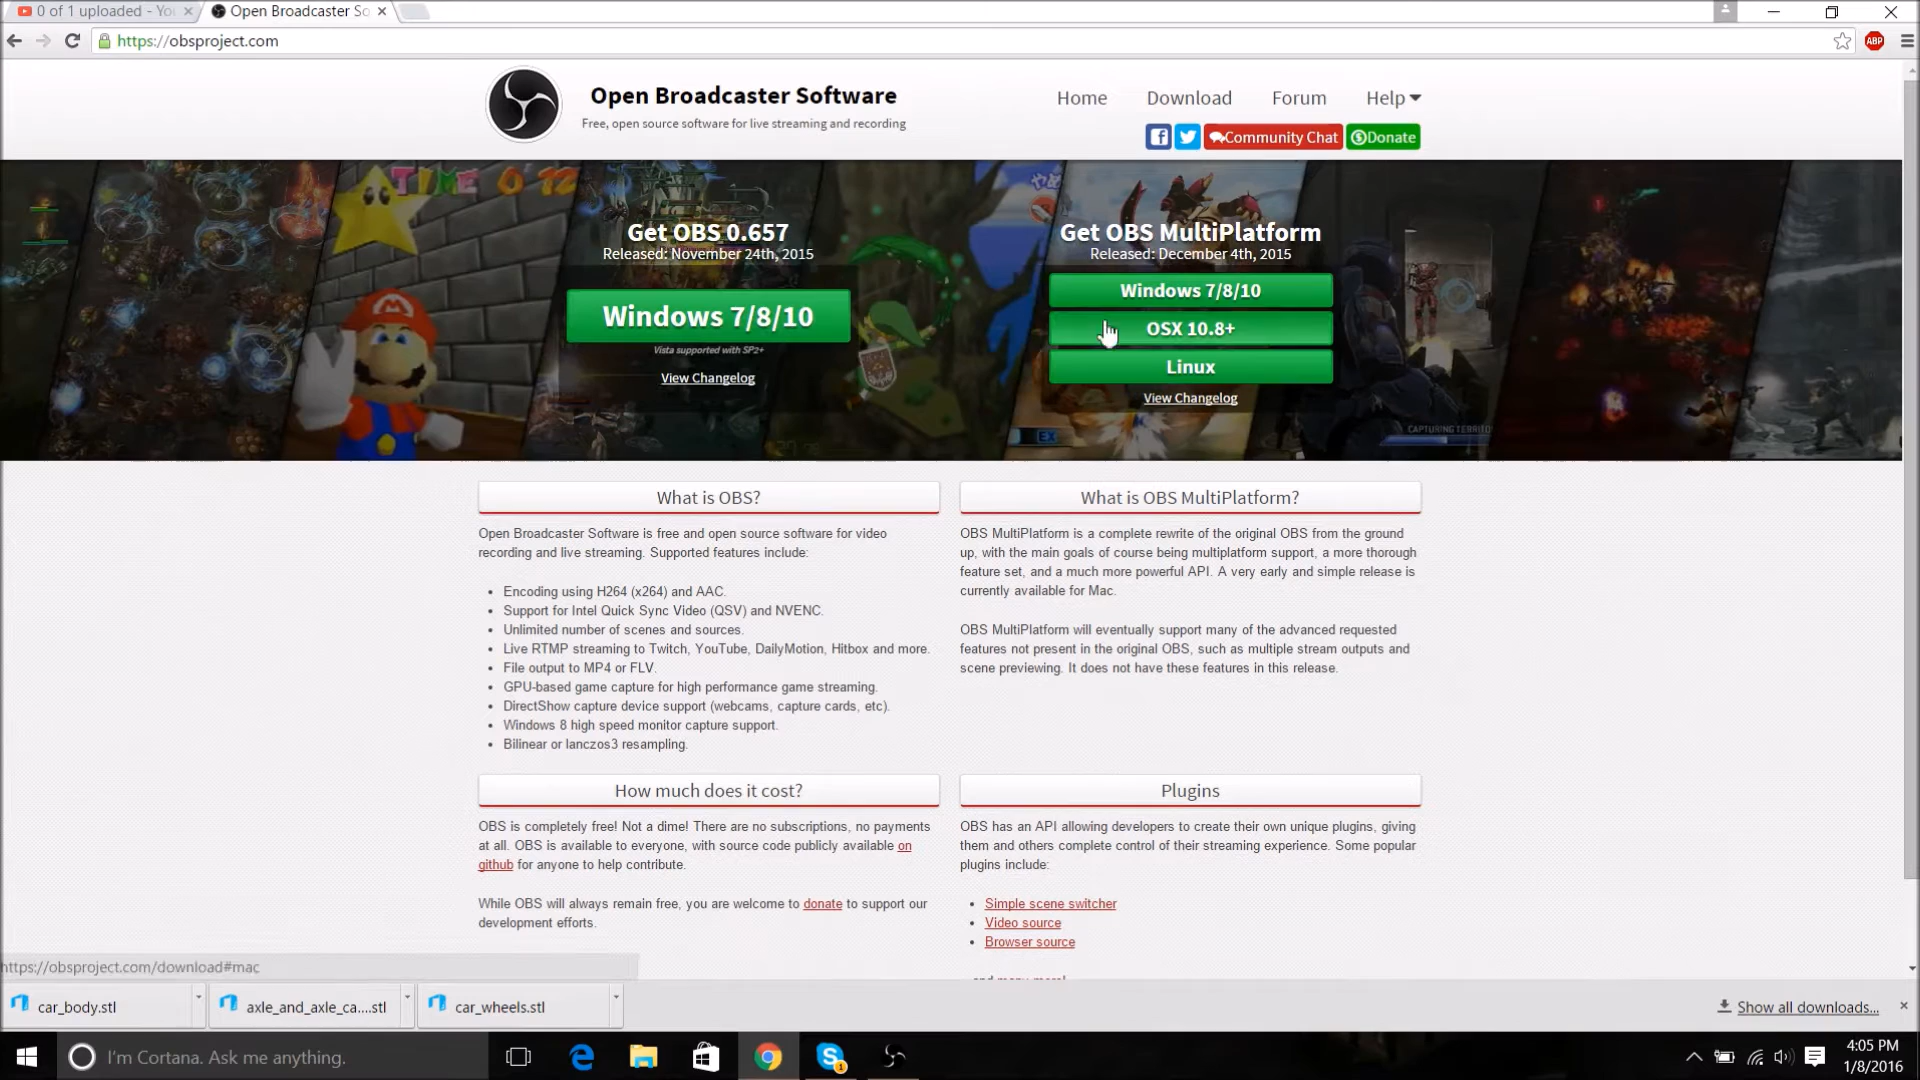 0 of 1 uploaded - Yo
Open Broadcaster So
https://obsproject.com
ABP
Open Broadcaster Software
Free, open source software for live streaming and recording
Home
Download
Forum
Help
Community Chat
Donate
TIME 0'12
Get OBS 0.657
Released: November 24th, 2015
Windows 7/8/10
Vista supported with SP2+
View Changelog
Get OBS MultiPlatform
Released: December 4th, 2015
Windows 7/8/10
OSX 10.8+
Linux
View Changelog
EX
CAPTURING TERRITO
What is OBS?
Open Broadcaster Software is free and open source software for video
recording and live streaming. Supported features include:
Encoding using H264 (x264) and AAC.
Support for Intel Quick Sync Video (QSV) and NVENC.
Unlimited number of scenes and sources.
Live RTMP streaming to Twitch, YouTube, DailyMotion, Hitbox and more.
File output to MP4 or FLV.
GPU-based game capture for high performance game streaming.
DirectShow capture device support (webcams, capture cards, etc).
Windows 8 high speed monitor capture support.
Bilinear or lanczos3 resampling.
What is OBS MultiPlatform?
OBS MultiPlatform is a complete rewrite of the original OBS from the ground
up, with the main goals of course being multiplatform support, a more thorough
feature set, and a much more powerful API. A very early and simple release is
currently available for Mac.
OBS MultiPlatform will eventually support many of the advanced requested
features not present in the original OBS, such as multiple stream outputs and
scene previewing. It does not have these features in this release.
How much does it cost?
OBS is completely free! Not a dime! There are no subscriptions, no payments
at all. OBS is available to everyone, with source code publicly available on
github for anyone to help contribute.
While OBS will always remain free, you are welcome to donate to support our
development efforts.
Plugins
OBS has an API allowing developers to create their own unique plugins, giving
them and others complete control of their streaming experience. Some popular
plugins include:
Simple scene switcher
Video source
Browser source
and many more!
https://obsproject.com/download#mac
car_body.stl
axle_and_axle_ca....stl
car_wheels.stl
Show all downloads...
I'm Cortana. Ask me anything.
1
4:05 PM
1/8/2016